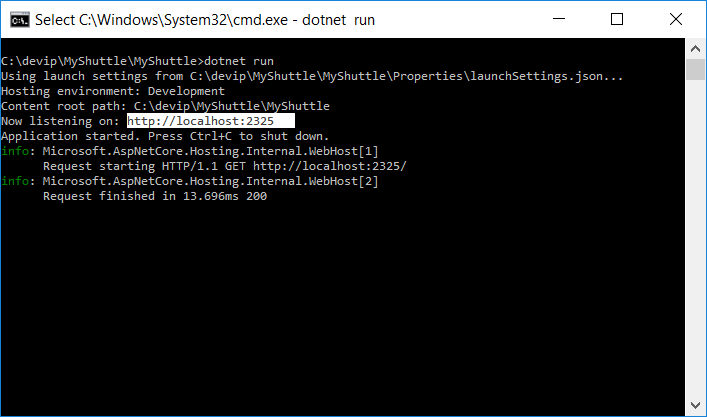 Select C:\Windows\System32\cmd.exe - dotnet  run
C:\devip\MyShuttle\MyShuttle>dotnet run
Using launch settings from C:\devip\MyShuttle\MyShuttle\Properties\launchSettings.json...
Hosting environment: Development
Content root path: C:\devip\MyShuttle\MyShuttle
Now listening on: http://localhost:2325
Application started. Press Ctrl+C to shut down.
info: Microsoft.AspNetCore.Hosting.Internal.WebHost[1]
      Request starting HTTP/1.1 GET http://localhost:2325/
info: Microsoft.AspNetCore.Hosting.Internal.WebHost[2]
      Request finished in 13.696ms 200